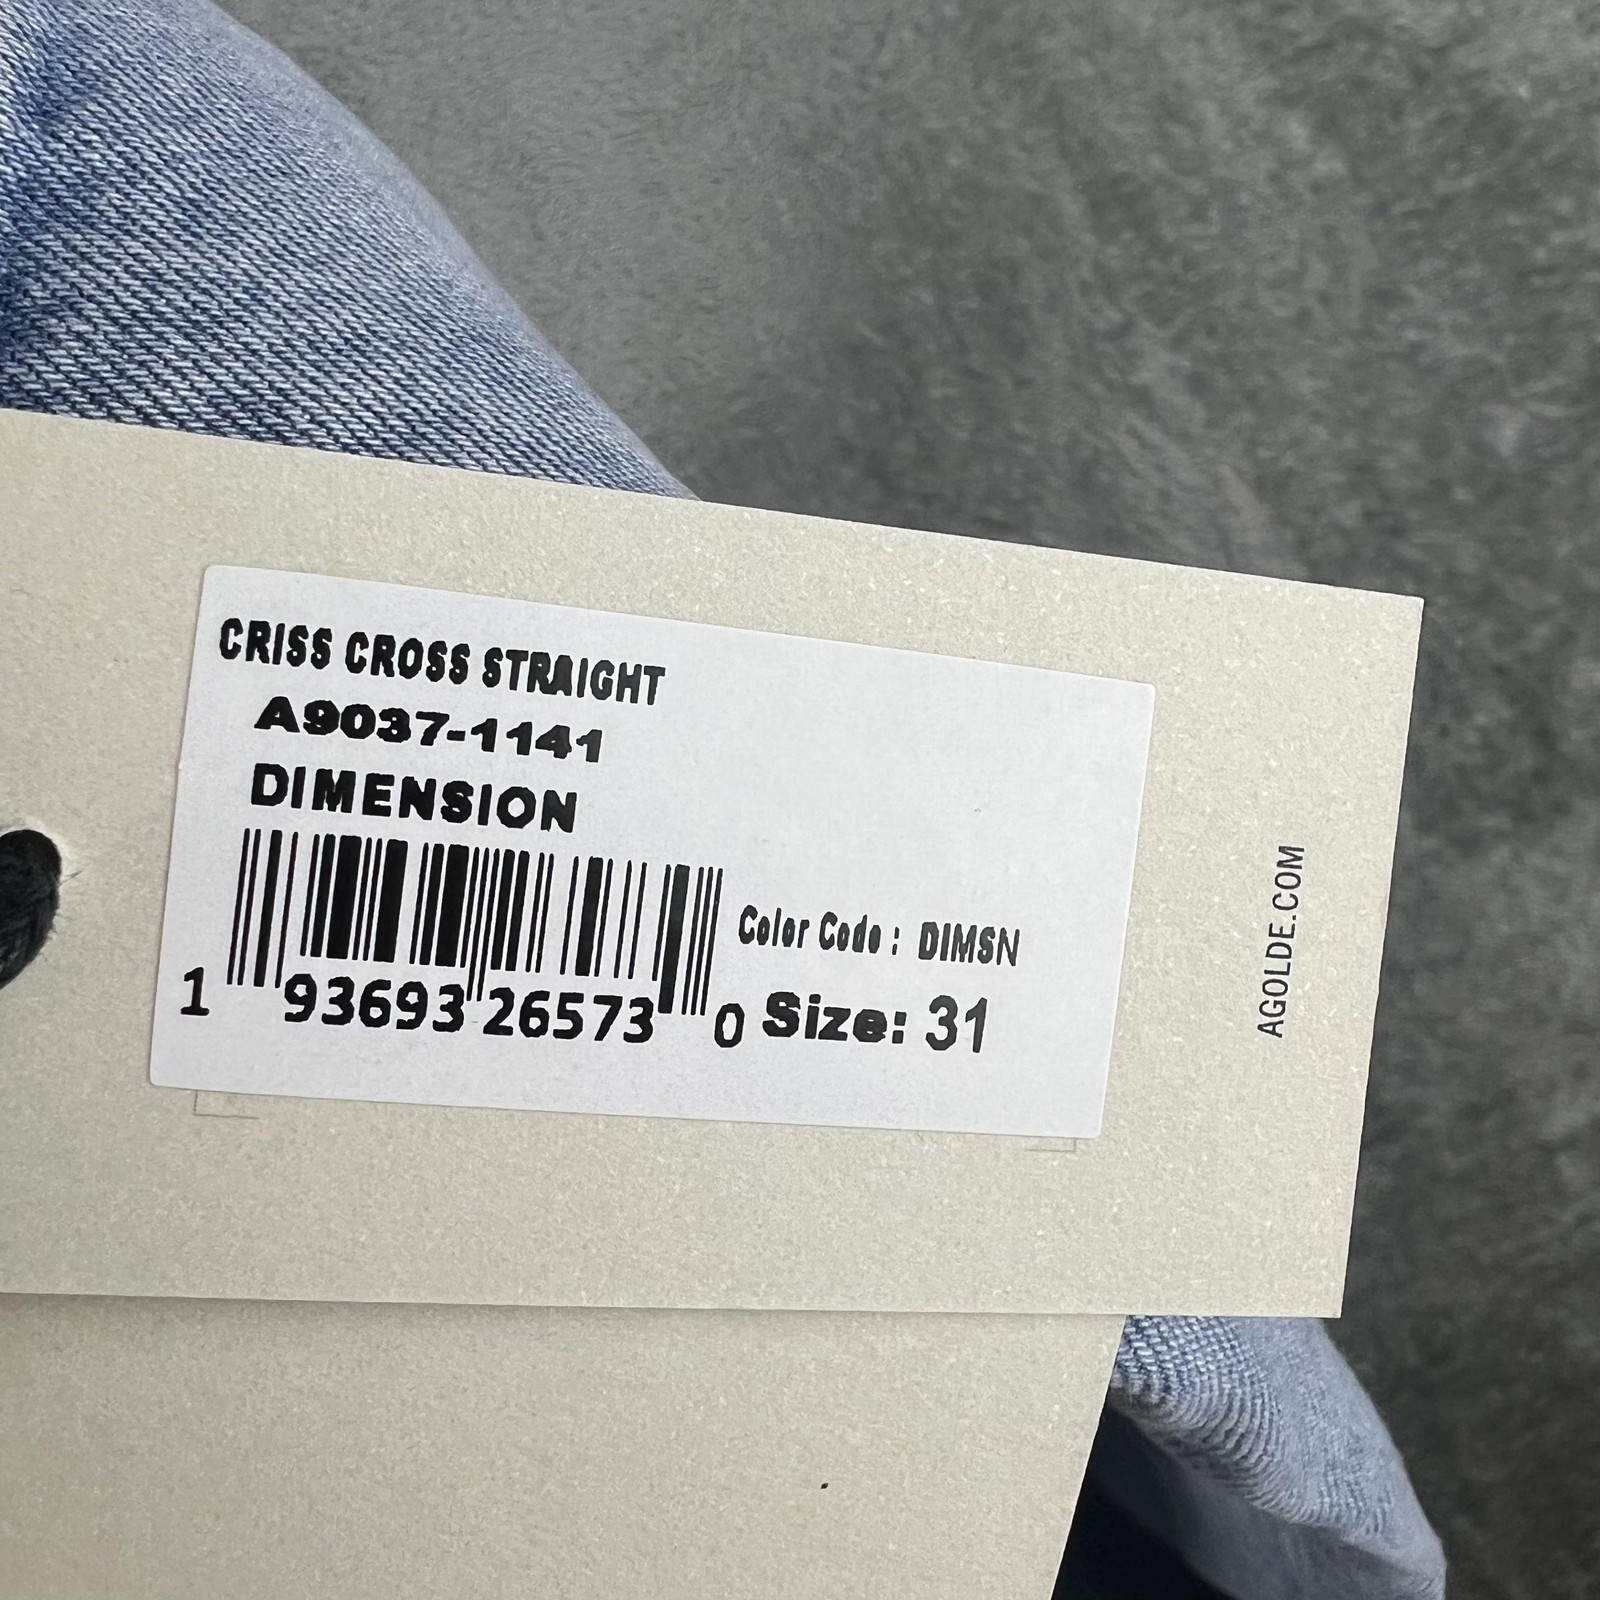 CRISS CROSS STRAIGHT
A9037-1141
DIMENSION
Color Code : DIMSN
1 93693 26573 0
Size: 31
AGOLDE.COM